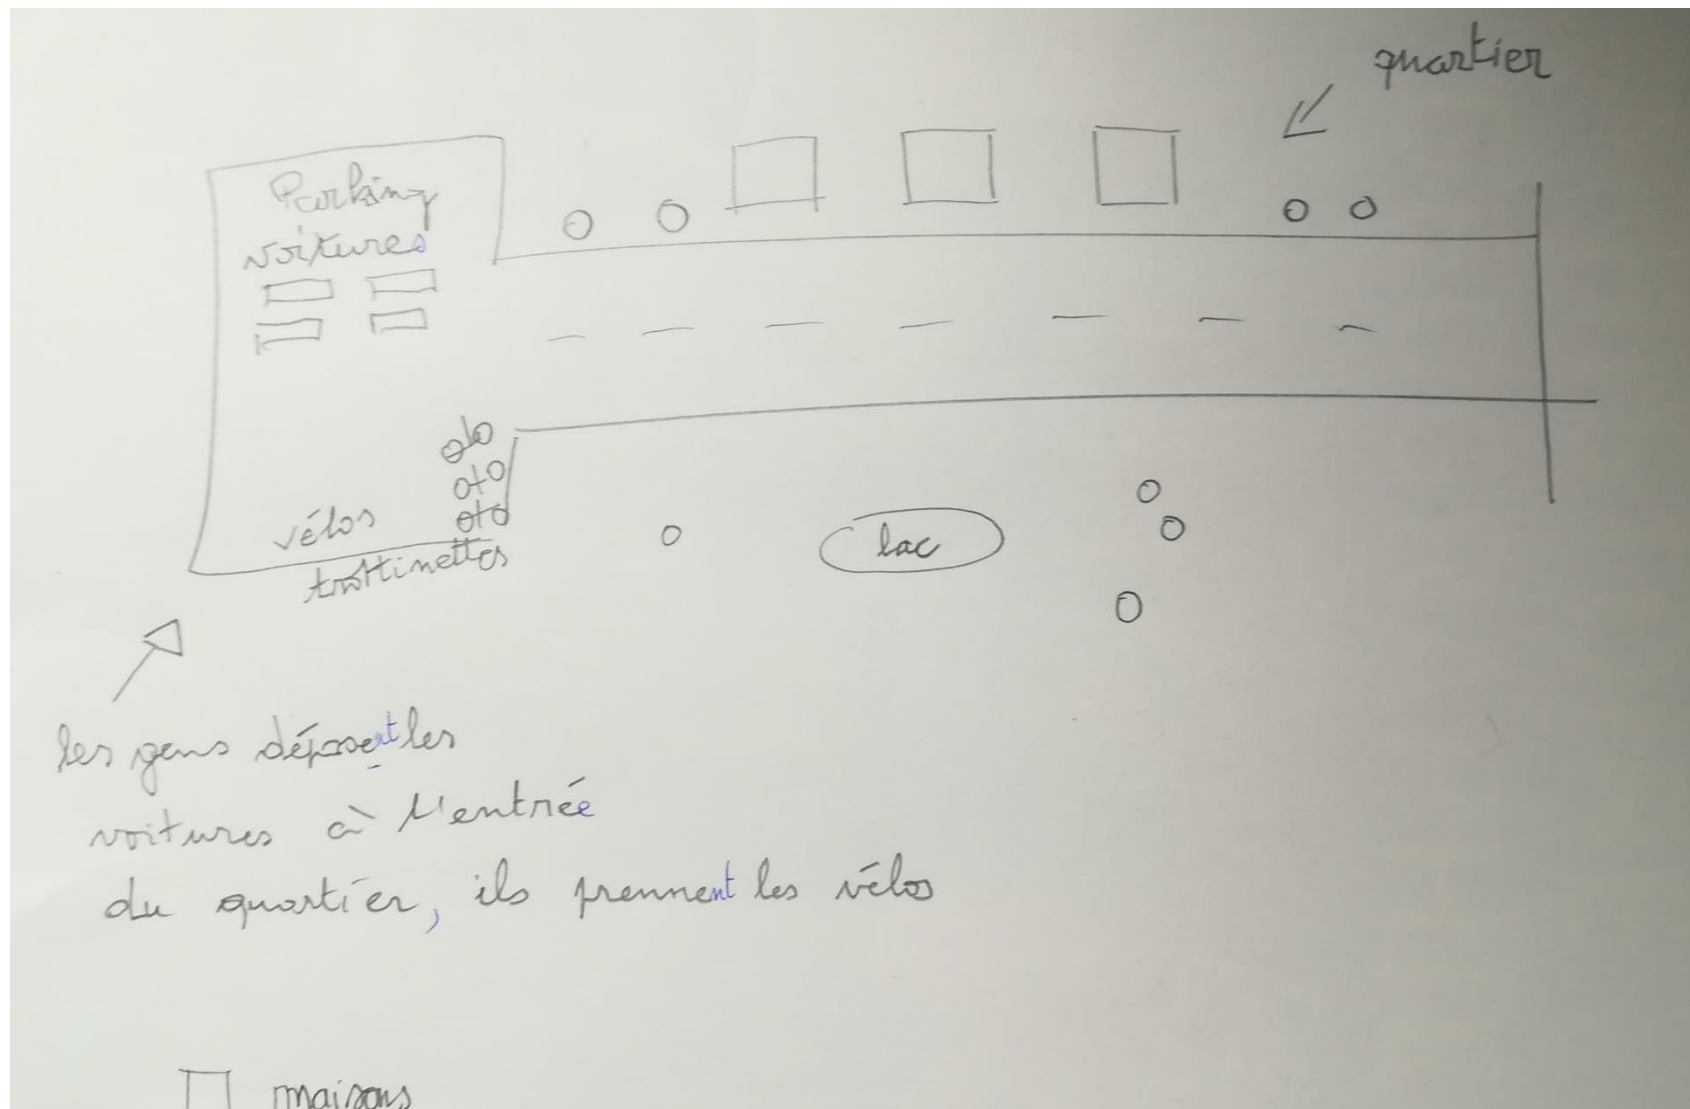 quartier
Parking
voitures
vélos
trottinettes
lac
les gens déposent les
voitures à l'entrée
du quartier, ils prennent les vélos
maisons